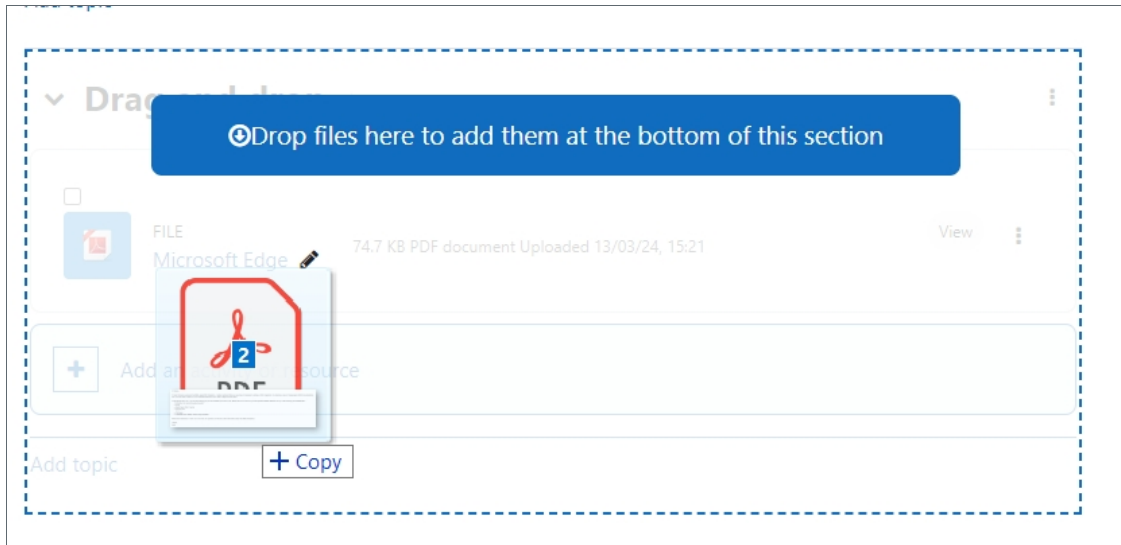 Add topic
Drag and drop
Drop files here to add them at the bottom of this section
FILE
Microsoft Edge
74.7 KB PDF document Uploaded 13/03/24, 15:21
View
2
PDF
Add an activity or resource
Add topic
+ Copy